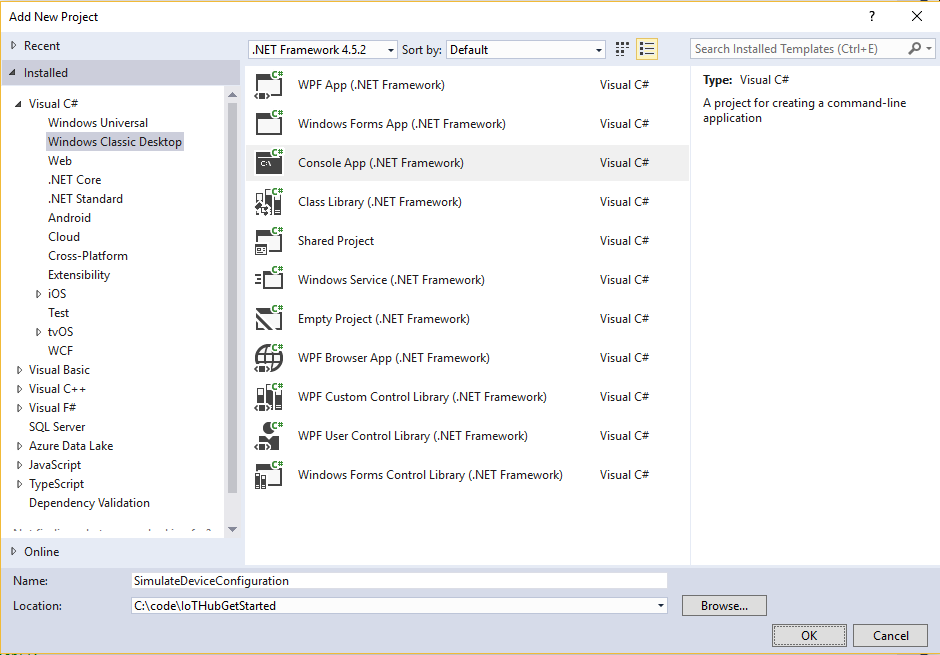 Add New Project
?
Recent
.NET Framework 4.5.2
Sort by:
Default
Search Installed Templates (Ctrl+E)
Installed
Visual C#
Windows Universal
Windows Classic Desktop
Web
.NET Core
.NET Standard
Android
Cloud
Cross-Platform
Extensibility
iOS
Test
tvOS
WCF
Visual Basic
Visual C++
Visual F#
SQL Server
Azure Data Lake
JavaScript
TypeScript
Dependency Validation
Online
C# WPF App (.NET Framework) Visual C#
C# Windows Forms App (.NET Framework) Visual C#
C# C:\ Console App (.NET Framework) Visual C#
C# Class Library (.NET Framework) Visual C#
C# Shared Project Visual C#
C# Windows Service (.NET Framework) Visual C#
C# Empty Project (.NET Framework) Visual C#
C# WPF Browser App (.NET Framework) Visual C#
C# WPF Custom Control Library (.NET Framework) Visual C#
C# WPF User Control Library (.NET Framework) Visual C#
C# Windows Forms Control Library (.NET Framework) Visual C#
Type: Visual C#
A project for creating a command-line
application
Name: SimulateDeviceConfiguration
Location: C:\code\IoTHubGetStarted
Browse...
OK
Cancel